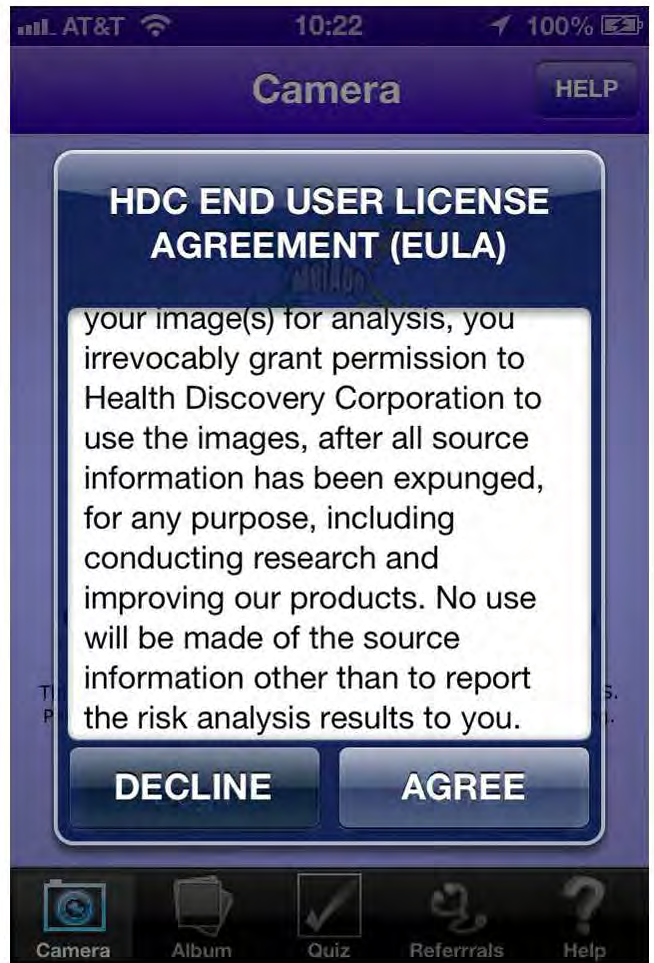 AT&T 10:22 100%
Camera HELP
HDC END USER LICENSE
AGREEMENT (EULA)
your image(s) for analysis, you
irrevocably grant permission to
Health Discovery Corporation to
use the images, after all source
information has been expunged,
for any purpose, including
conducting research and
improving our products. No use
will be made of the source
information other than to report
the risk analysis results to you.
DECLINE AGREE
Camera Album Quiz Referrrals Help